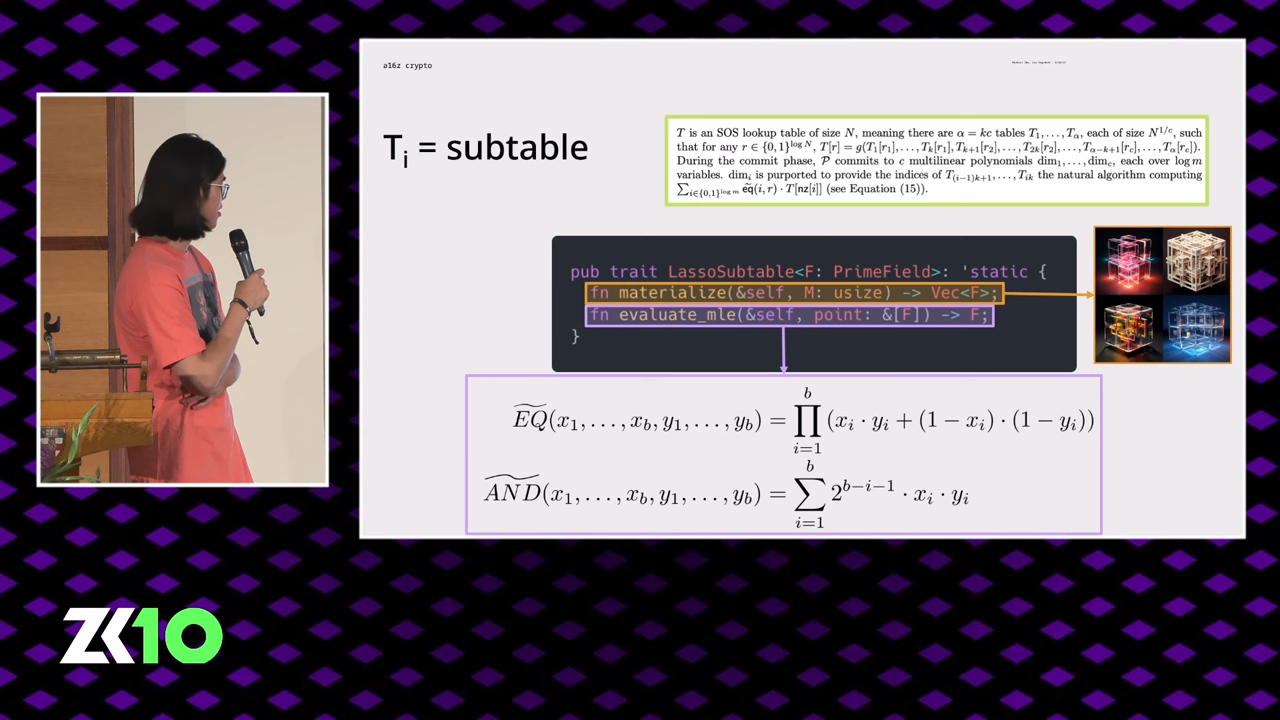 a16z crypto
T_i = subtable
T is an SOS lookup table of size N, meaning there are α = kc tables T_1, . . . , T_α, each of size N^{1/c}, such
that for any r ∈ {0, 1}^{log N}, T[r] = g(T_1[r_1], . . . , T_k[r_1], T_{k+1}[r_2], . . . , T_{2k}[r_2], . . . , T_{α−k+1}[r_c], . . . , T_α[r_c]).
During the commit phase, 𝒫 commits to c multilinear polynomials dim_1, . . . , dim_c, each over log m
variables. dim_i is purported to provide the indices of T_{(i−1)k+1}, . . . , T_{ik} the natural algorithm computing
∑_{i∈{0,1}^{log m}} ẽq(i, r) · T[nz[i]] (see Equation (15)).
pub trait LassoSubtable<F: PrimeField>: 'static {
fn materialize(&self, M: usize) -> Vec<F>;
fn evaluate_mle(&self, point: &[F]) -> F;
}
\widetilde{EQ}(x_1, . . . , x_b, y_1, . . . , y_b) = ∏_{i=1}^{b} (x_i · y_i + (1 − x_i) · (1 − y_i))
\widetilde{AND}(x_1, . . . , x_b, y_1, . . . , y_b) = ∑_{i=1}^{b} 2^{b−i−1} · x_i · y_i
ZK10